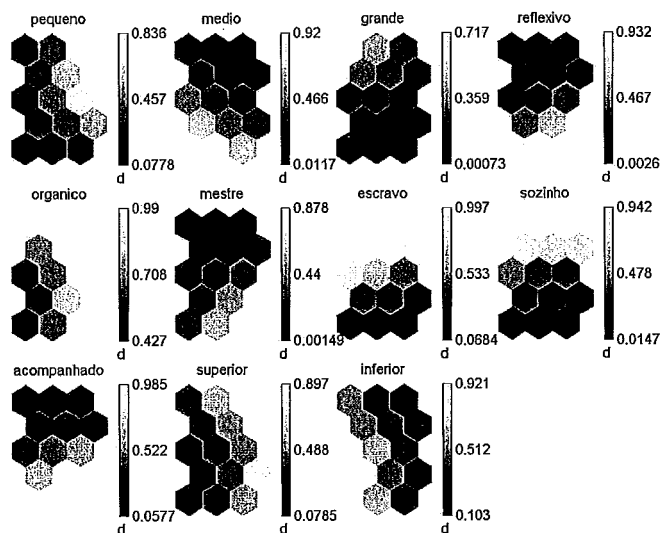 pequeno
0.836
0.457
0.0778
d
medio
0.92
0.466
0.0117
d
grande
0.717
0.359
0.00073
d
reflexivo
0.932
0.467
0.0026
d
organico
0.99
0.708
0.427
d
mestre
0.878
0.44
0.00149
d
escravo
0.997
0.533
0.0684
d
sozinho
0.942
0.478
0.0147
d
acompanhado
0.985
0.522
0.0577
d
superior
0.897
0.488
0.0785
d
inferior
0.921
0.512
0.103
d